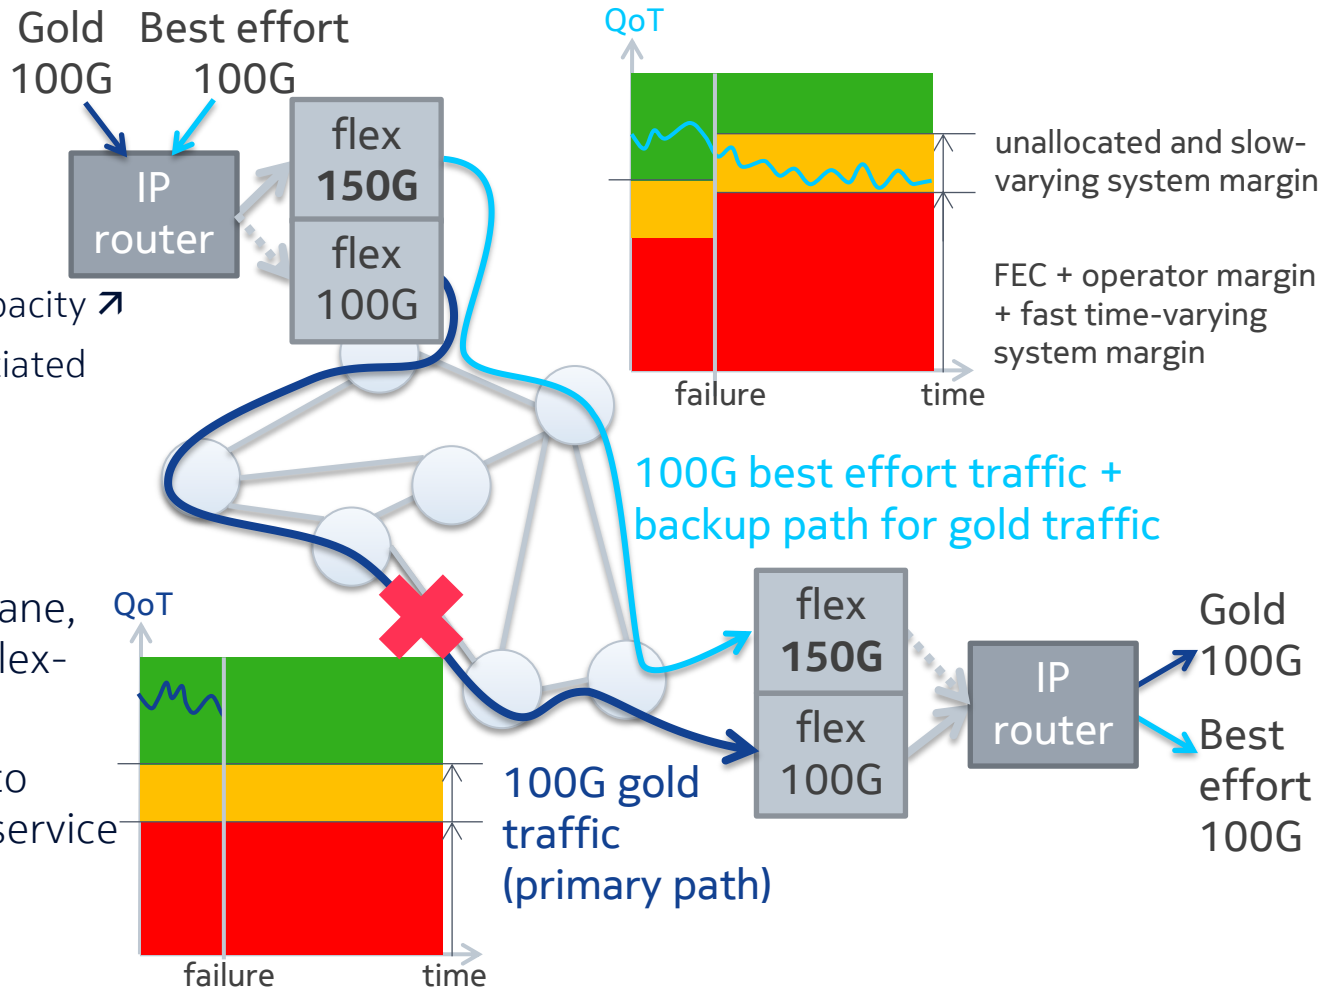 Gold
100G
Best effort
100G
IP
router
flex
150G
flex
100G
pacity ↗
tiated
QoT
failure
time
unallocated and slow-
varying system margin
FEC + operator margin
+ fast time-varying
system margin
100G best effort traffic +
backup path for gold traffic
ane,
lex-
to
service
QoT
failure
time
100G gold
traffic
(primary path)
flex
150G
flex
100G
IP
router
Gold
100G
Best
effort
100G